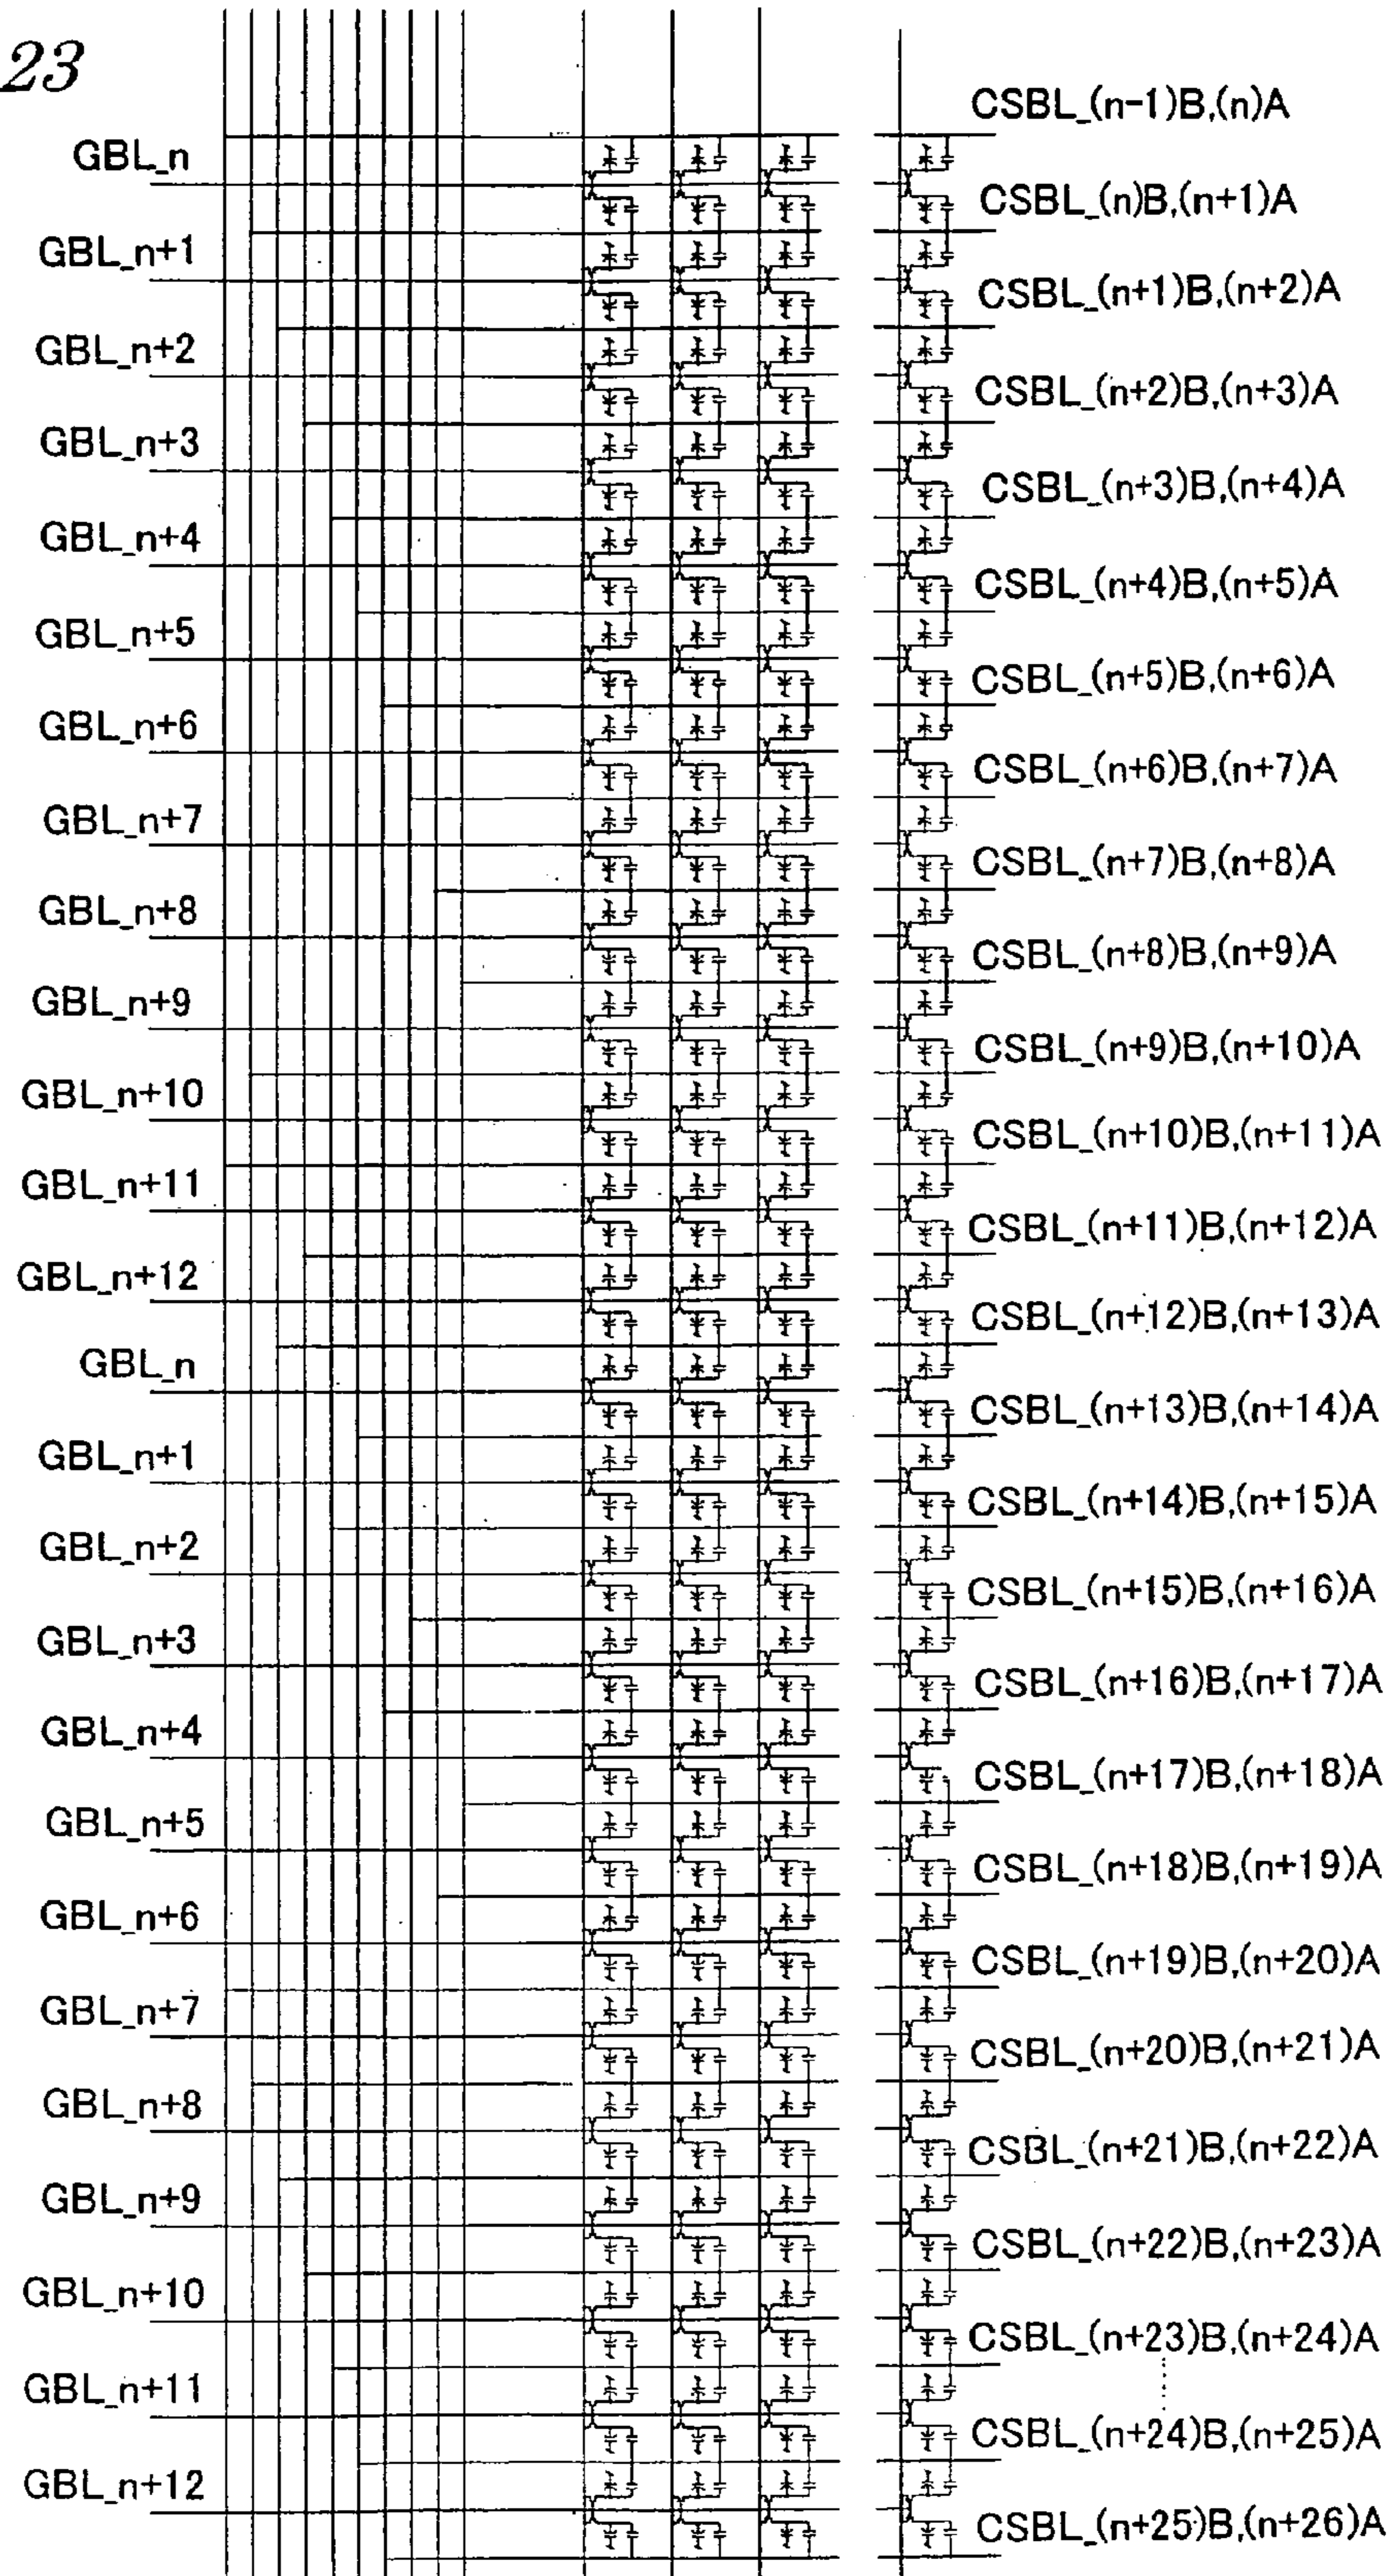 23
CSBL_(n-1)B,(n)A
GBL_n
CSBL_(n)B,(n+1)A
GBL_n+1
CSBL_(n+1)B,(n+2)A
GBL_n+2
CSBL_(n+2)B,(n+3)A
GBL_n+3
CSBL_(n+3)B,(n+4)A
GBL_n+4
CSBL_(n+4)B,(n+5)A
GBL_n+5
CSBL_(n+5)B,(n+6)A
GBL_n+6
CSBL_(n+6)B,(n+7)A
GBL_n+7
CSBL_(n+7)B,(n+8)A
GBL_n+8
CSBL_(n+8)B,(n+9)A
GBL_n+9
CSBL_(n+9)B,(n+10)A
GBL_n+10
CSBL_(n+10)B,(n+11)A
GBL_n+11
CSBL_(n+11)B,(n+12)A
GBL_n+12
CSBL_(n+12)B,(n+13)A
GBL_n
CSBL_(n+13)B,(n+14)A
GBL_n+1
CSBL_(n+14)B,(n+15)A
GBL_n+2
CSBL_(n+15)B,(n+16)A
GBL_n+3
CSBL_(n+16)B,(n+17)A
GBL_n+4
CSBL_(n+17)B,(n+18)A
GBL_n+5
CSBL_(n+18)B,(n+19)A
GBL_n+6
CSBL_(n+19)B,(n+20)A
GBL_n+7
CSBL_(n+20)B,(n+21)A
GBL_n+8
CSBL_(n+21)B,(n+22)A
GBL_n+9
CSBL_(n+22)B,(n+23)A
GBL_n+10
CSBL_(n+23)B,(n+24)A
GBL_n+11
CSBL_(n+24)B,(n+25)A
GBL_n+12
CSBL_(n+25)B,(n+26)A